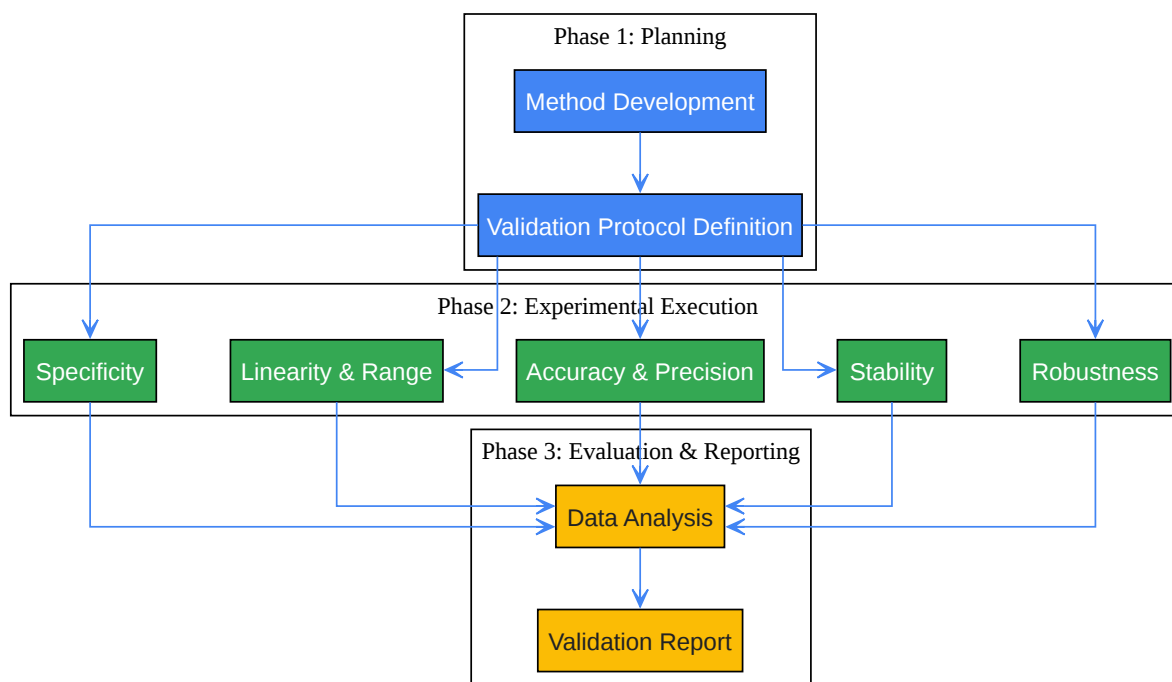 Phase 1: Planning
Method Development
Validation Protocol Definition
Phase 2: Experimental Execution
Specificity
Linearity & Range
Accuracy & Precision
Stability
Robustness
Phase 3: Evaluation & Reporting
Data Analysis
Validation Report